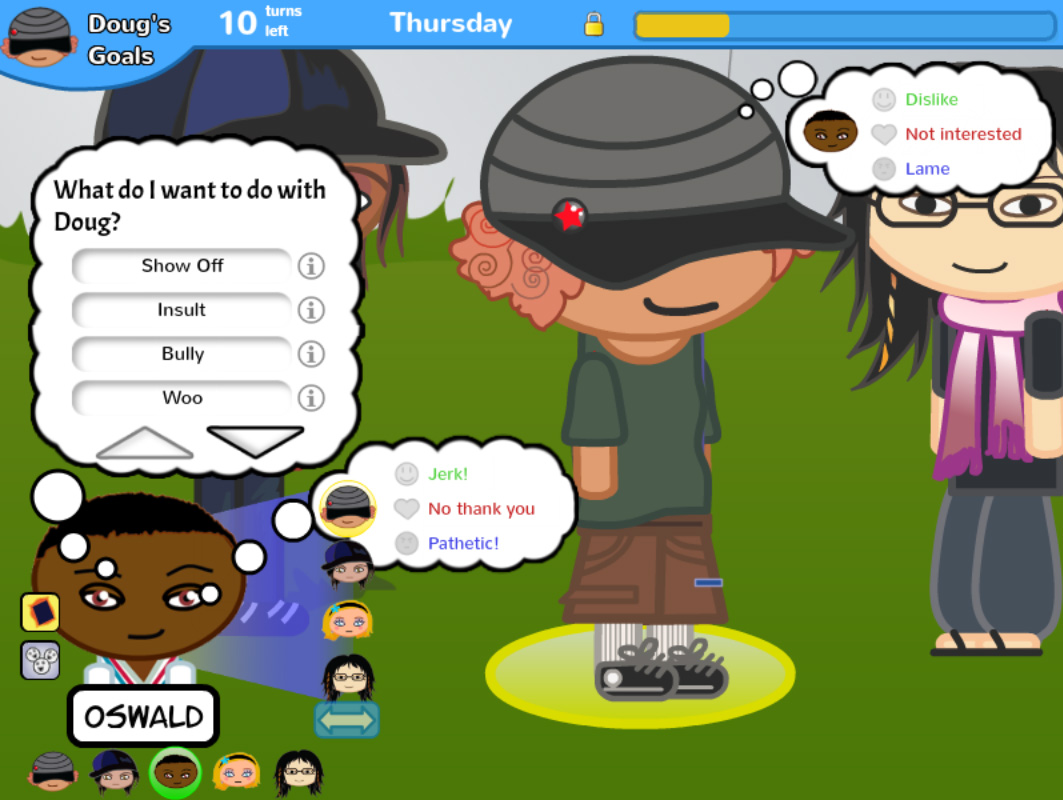 Doug's
Goals
10 turns
left
Thursday
Dislike
Not interested
Lame
What do I want to do with
Doug?
Show Off
Insult
Bully
Woo
Jerk!
No thank you
Pathetic!
OSWALD